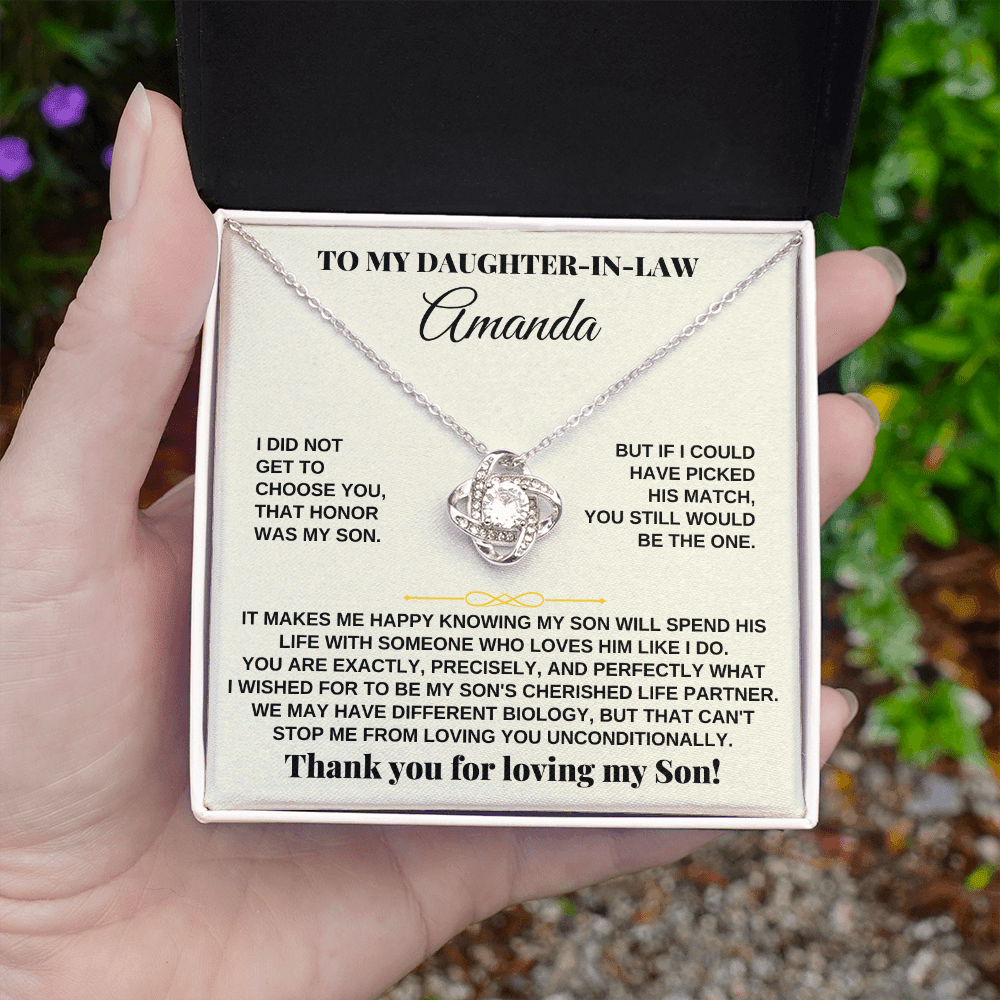 TO MY DAUGHTER-IN-LAW
Amanda
I DID NOT
GET TO
CHOOSE YOU,
THAT HONOR
WAS MY SON.
BUT IF I COULD
HAVE PICKED
HIS MATCH,
YOU STILL WOULD
BE THE ONE.
IT MAKES ME HAPPY KNOWING MY SON WILL SPEND HIS
LIFE WITH SOMEONE WHO LOVES HIM LIKE I DO.
YOU ARE EXACTLY, PRECISELY, AND PERFECTLY WHAT
I WISHED FOR TO BE MY SON'S CHERISHED LIFE PARTNER.
WE MAY HAVE DIFFERENT BIOLOGY, BUT THAT CAN'T
STOP ME FROM LOVING YOU UNCONDITIONALLY.
Thank you for loving my Son!